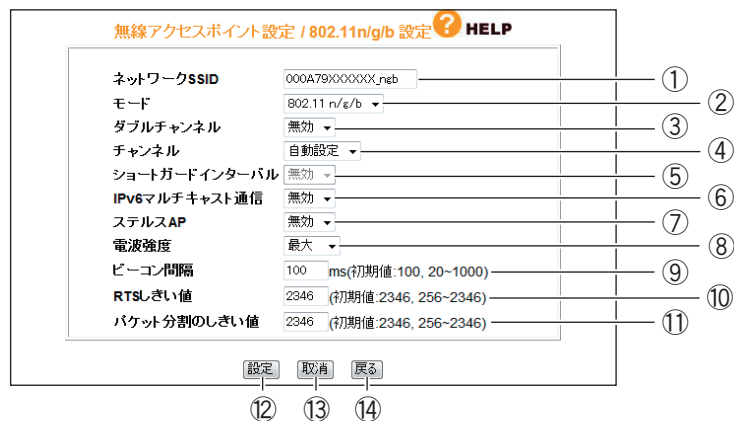 無線アクセスポイント設定 / 802.11n/g/b 設定 ? HELP
ネットワークSSID 000A79XXXXXX_ngb ①
モード 802.11 n/g/b ②
ダブルチャンネル 無効 ③
チャンネル 自動設定 ④
ショートガードインターバル 無効 ⑤
IPv6マルチキャスト通信 無効 ⑥
ステルスAP 無効 ⑦
電波強度 最大 ⑧
ビーコン間隔 100 ms(初期値:100, 20~1000) ⑨
RTSしきい値 2346 (初期値:2346, 256~2346) ⑩
パケット分割のしきい値 2346 (初期値:2346, 256~2346) ⑪
設定 取消 戻る
⑫ ⑬ ⑭